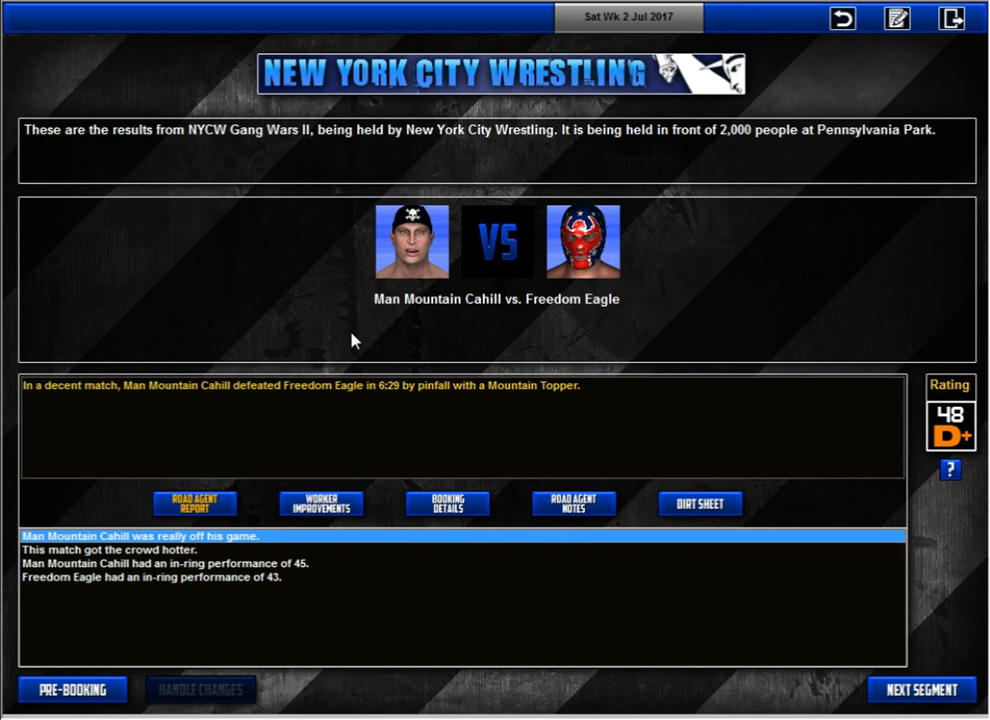 Sat Wk 2 Jul 2017
NEW YORK CITY WRESTLING
These are the results from NYCW Gang Wars II, being held by New York City Wrestling. It is being held in front of 2,000 people at Pennsylvania Park.
VS
Man Mountain Cahill vs. Freedom Eagle
In a decent match, Man Mountain Cahill defeated Freedom Eagle in 6:29 by pinfall with a Mountain Topper.
Rating
48
D+
?
ROAD AGENT REPORT
WORKER IMPROVEMENTS
BOOKING DETAILS
ROAD AGENT NOTES
DIRT SHEET
Man Mountain Cahill was really off his game.
This match got the crowd hotter.
Man Mountain Cahill had an in-ring performance of 45.
Freedom Eagle had an in-ring performance of 43.
PRE-BOOKING
HANDLE CHANGES
NEXT SEGMENT